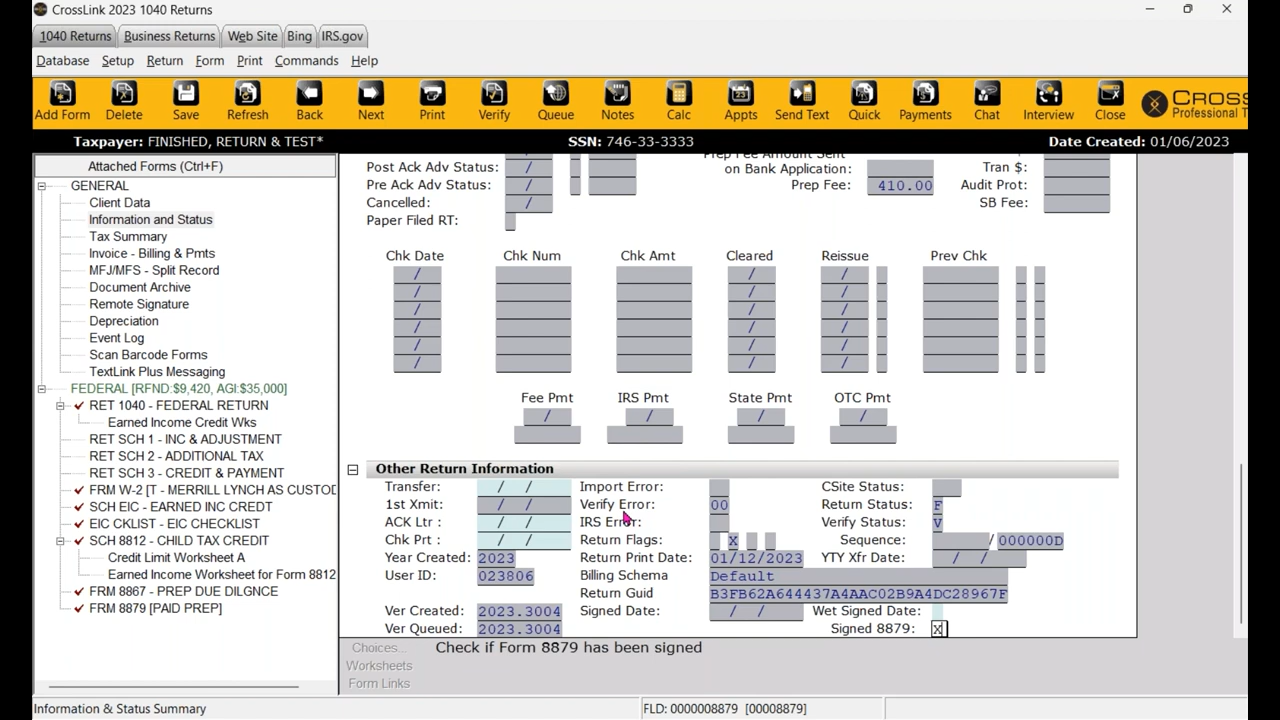 CrossLink 2023 1040 Returns
1040 Returns Business Returns Web Site Bing IRS.gov
Database Setup Return Form Print Commands Help
Add Form Delete Save Refresh Back Next Print Verify Queue Notes Calc Appts Send Text Quick Payments Chat Interview Close
Professional T
Taxpayer: FINISHED, RETURN & TEST* SSN: 746-33-3333 Date Created: 01/06/2023
Attached Forms (Ctrl+F)
GENERAL
Client Data
Information and Status
Tax Summary
Invoice - Billing & Pmts
MFJ/MFS - Split Record
Document Archive
Remote Signature
Depreciation
Event Log
Scan Barcode Forms
TextLink Plus Messaging
FEDERAL [RFND:$9,420, AGI:$35,000]
RET 1040 - FEDERAL RETURN
Earned Income Credit Wks
RET SCH 1 - INC & ADJUSTMENT
RET SCH 2 - ADDITIONAL TAX
RET SCH 3 - CREDIT & PAYMENT
FRM W-2 [T - MERRILL LYNCH AS CUSTOD
SCH EIC - EARNED INC CREDT
EIC CKLIST - EIC CHECKLIST
SCH 8812 - CHILD TAX CREDIT
Credit Limit Worksheet A
Earned Income Worksheet for Form 8812
FRM 8867 - PREP DUE DILGNCE
FRM 8879 [PAID PREP]
Prep Fee Amount Sent
Post Ack Adv Status: / on Bank Application: Tran $:
Pre Ack Adv Status: / Prep Fee: 410.00 Audit Prot:
Cancelled: / SB Fee:
Paper Filed RT:
Chk Date Chk Num Chk Amt Cleared Reissue Prev Chk
/ / /
/ / /
/ / /
/ / /
/ / /
/ / /
Fee Pmt IRS Pmt State Pmt OTC Pmt
/ / / /
Other Return Information
Transfer: / / Import Error: CSite Status:
1st Xmit: / / Verify Error: 00 Return Status: F
ACK Ltr : / / IRS Error: Verify Status: V
Chk Prt : / / Return Flags: X Sequence: / 000000D
Year Created: 2023 Return Print Date: 01/12/2023 YTY Xfr Date: / /
User ID: 023806 Billing Schema Default
Return Guid B3FB62A644437A4AAC02B9A4DC28967F
Ver Created: 2023.3004 Signed Date: / / Wet Signed Date:
Ver Queued: 2023.3004 Signed 8879: X
Choices... Check if Form 8879 has been signed
Worksheets
Form Links
Information & Status Summary FLD: 0000008879 [00008879]